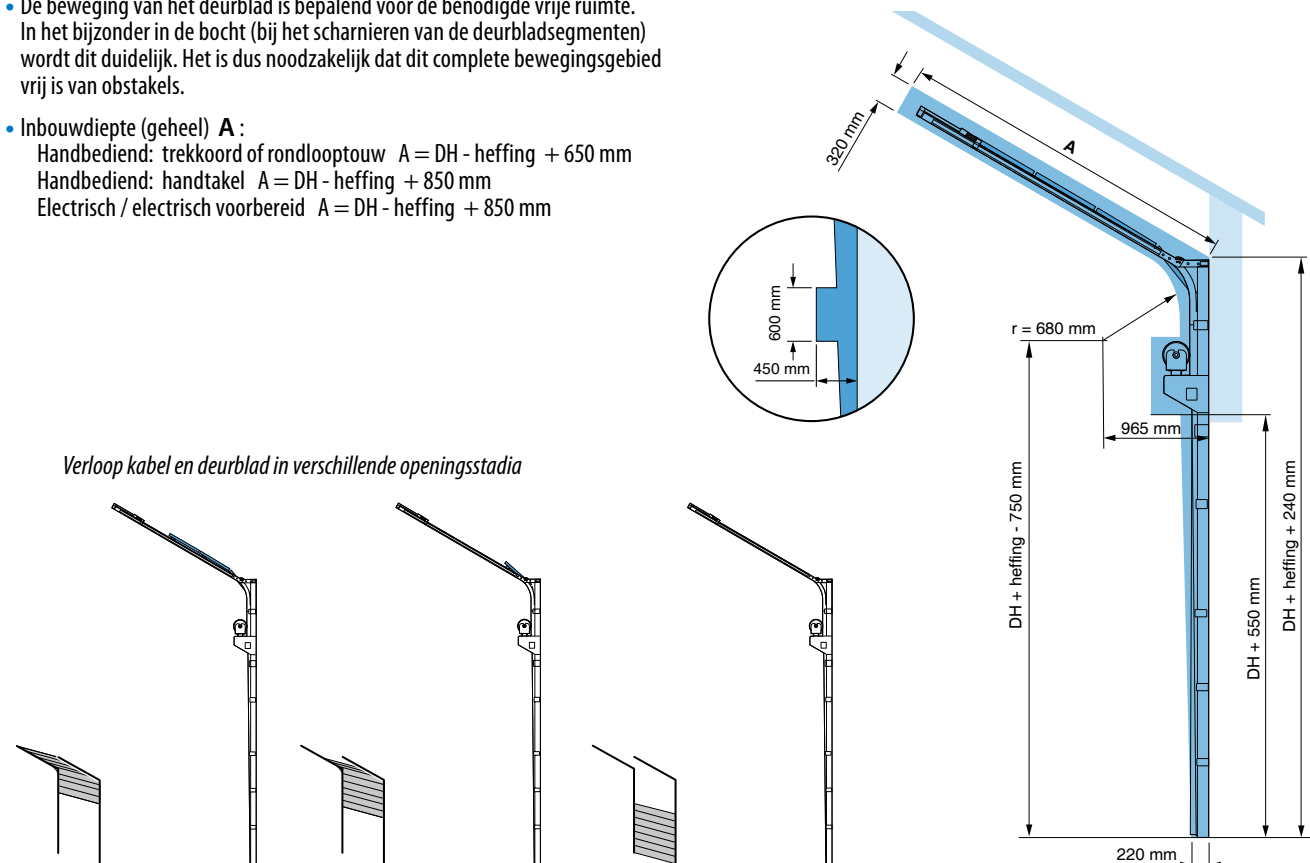 • De beweging van het deurblad is bepalend voor de benodigde vrije ruimte.
In het bijzonder in de bocht (bij het scharnieren van de deurbladsegmenten)
wordt dit duidelijk. Het is dus noodzakelijk dat dit complete bewegingsgebied
vrij is van obstakels.
• Inbouwdiepte (geheel) A :
Handbediend: trekkoord of rondlooptouw A = DH - heffing + 650 mm
Handbediend: handtakel A = DH - heffing + 850 mm
Electrisch / electrisch voorbereid A = DH - heffing + 850 mm
320 mm
A
600 mm
450 mm
r = 680 mm
965 mm
DH + heffing - 750 mm
DH + 550 mm
DH + heffing + 240 mm
220 mm
Verloop kabel en deurblad in verschillende openingsstadia